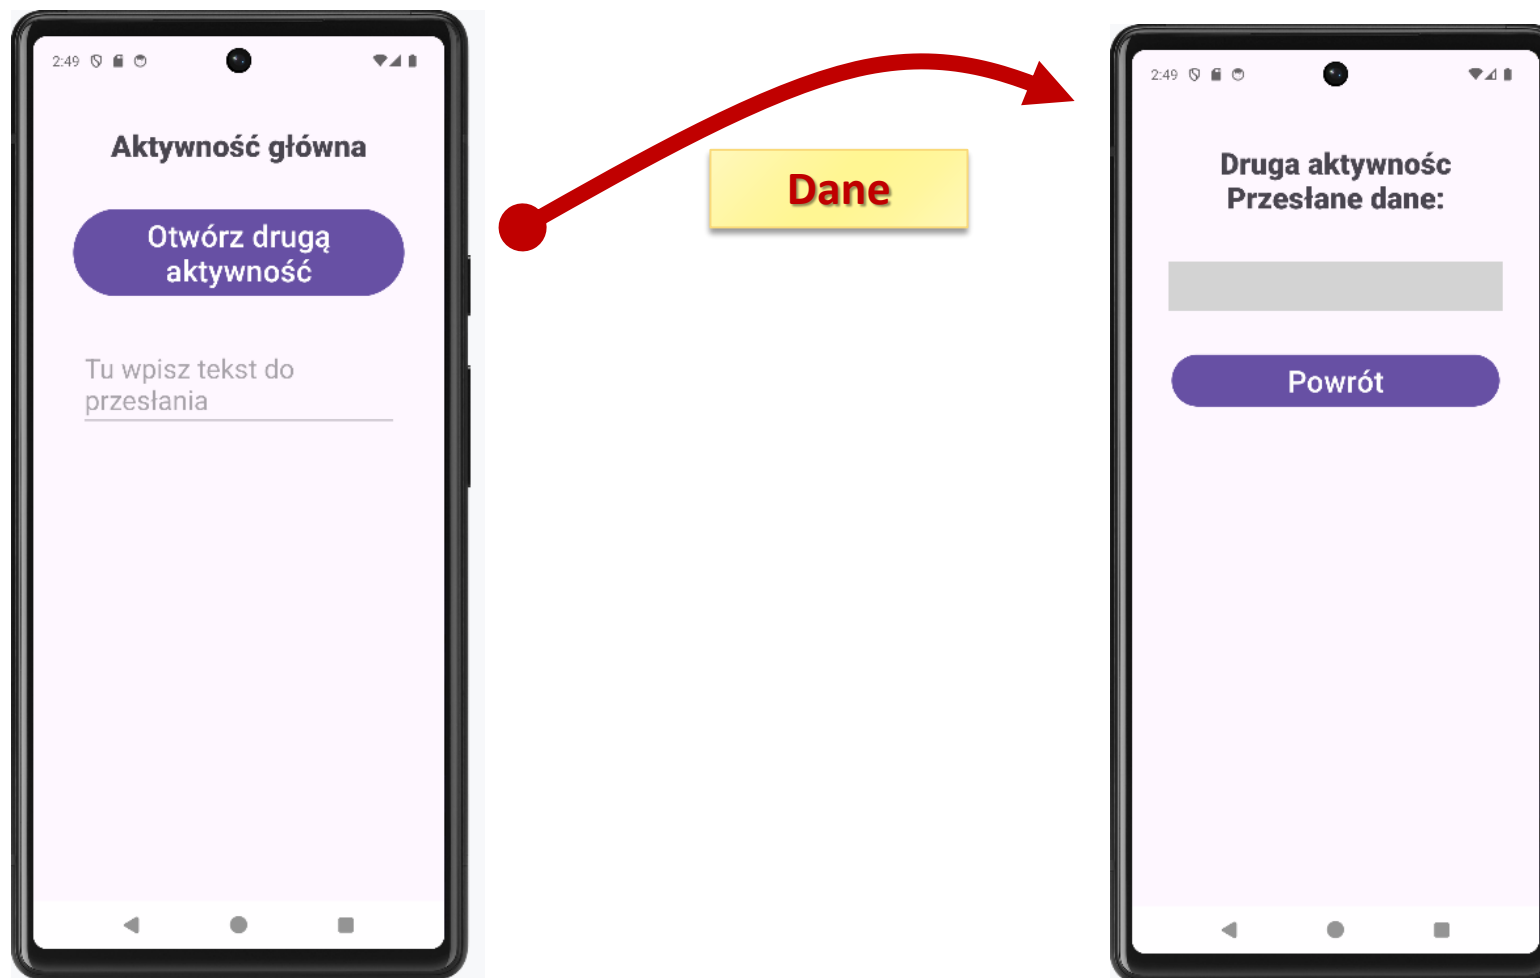 2:49
Aktywność główna
Otwórz drugą
aktywność
Tu wpisz tekst do
przesłania
Dane
2:49
Druga aktywnośc
Przesłane dane:
Powrót